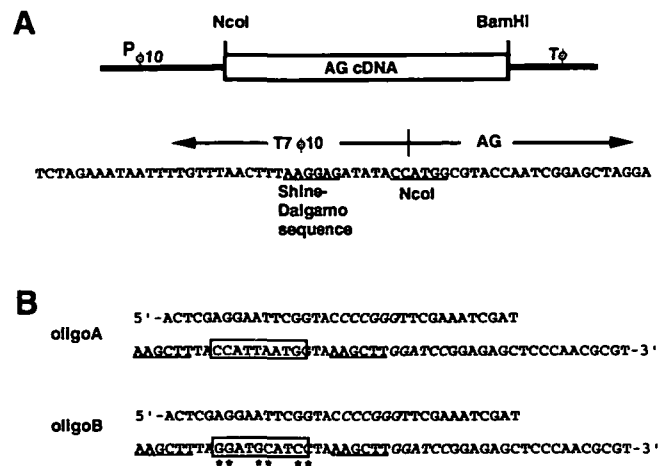 A
NcoI BamHI
Pφ10 AG cDNA Tφ
T7 φ10 AG
TCTAGAAATAATTTTGTTTAACTTTAAGGAGATATACCATGGCGTACCAATCGGAGCTAGGA
Shine-Dalgarno sequence NcoI
B
5'-ACTCGAGGAATTCGGTACCCCGGGTTCGAAATCGAT
oligoA
AAGCTTTACCATTAATGGTAAAGCTTGGATCCGGAGAGCTCCCAACGCGT-3'
5'-ACTCGAGGAATTCGGTACCCCGGGTTCGAAATCGAT
oligoB
AAGCTTTAGGATGCATCCTAAAGCTTGGATCCGGAGAGCTCCCAACGCGT-3'
** ** **